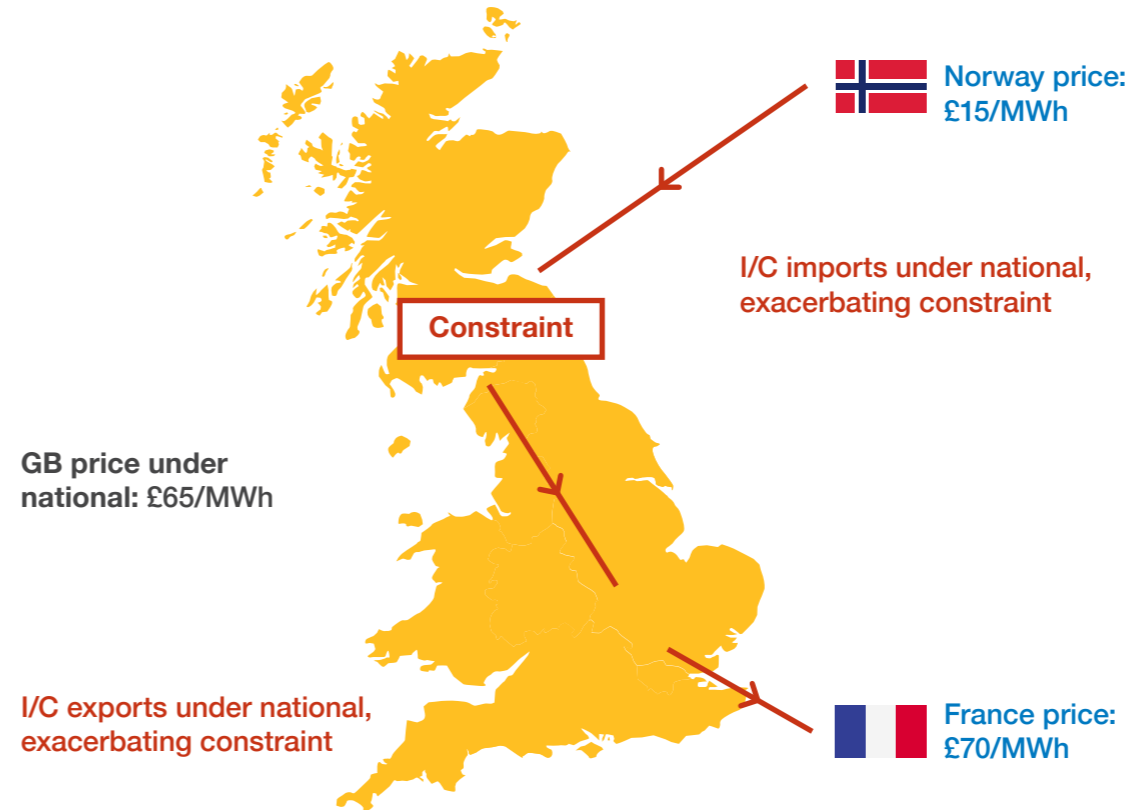 Norway price:
£15/MWh
I/C imports under national,
exacerbating constraint
Constraint
GB price under
national: £65/MWh
I/C exports under national,
exacerbating constraint
France price:
£70/MWh